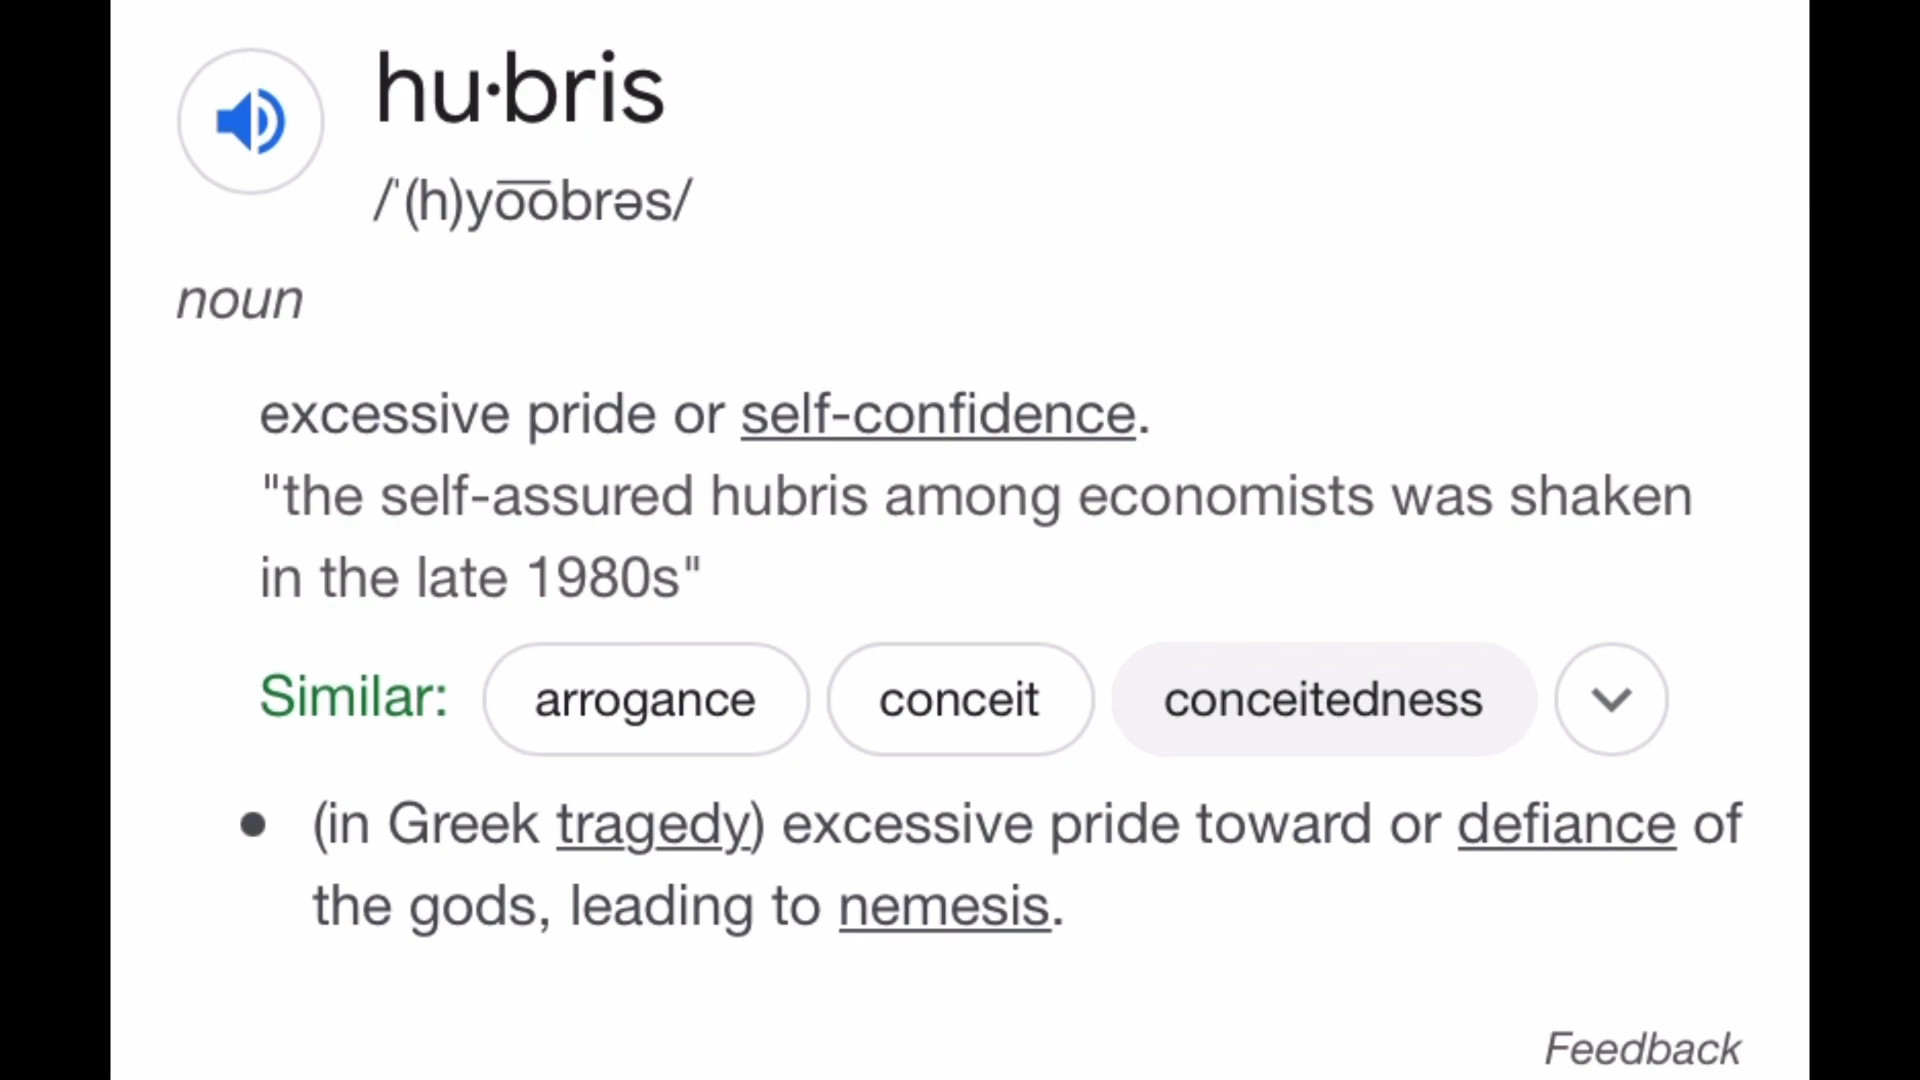 hu·bris
/ˈ(h)yo͞obrəs/
noun
excessive pride or self-confidence.
"the self-assured hubris among economists was shaken
in the late 1980s"
Similar: arrogance conceit conceitedness
● (in Greek tragedy) excessive pride toward or defiance of
the gods, leading to nemesis.
Feedback